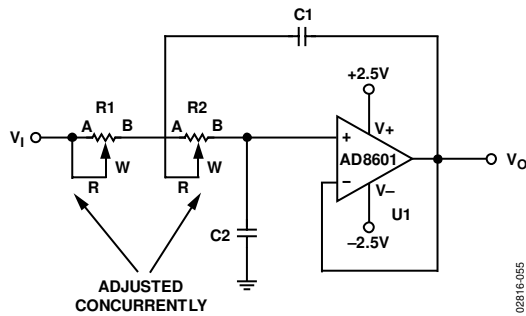 C1
+2.5V
R1
R2
VI
A
B
A
B
+
V+
AD8601
VO
W
W
−
V−
R
R
U1
C2
−2.5V
ADJUSTED
CONCURRENTLY
02816-055